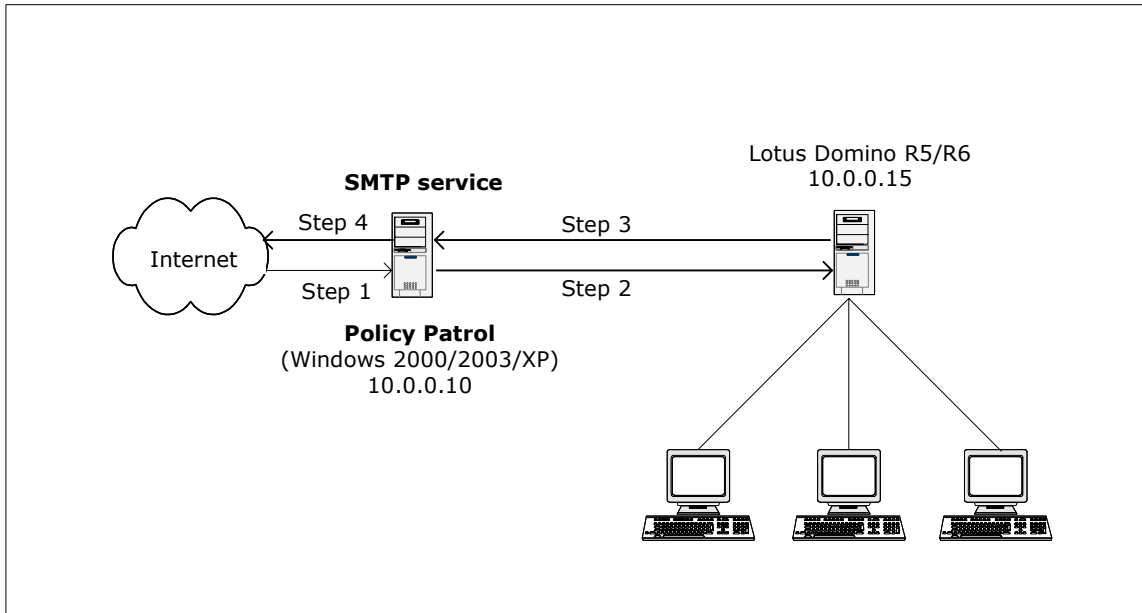 Lotus Domino R5/R6
10.0.0.15
SMTP service
Step 4
Step 3
Internet
Step 1
Step 2
Policy Patrol
(Windows 2000/2003/XP)
10.0.0.10